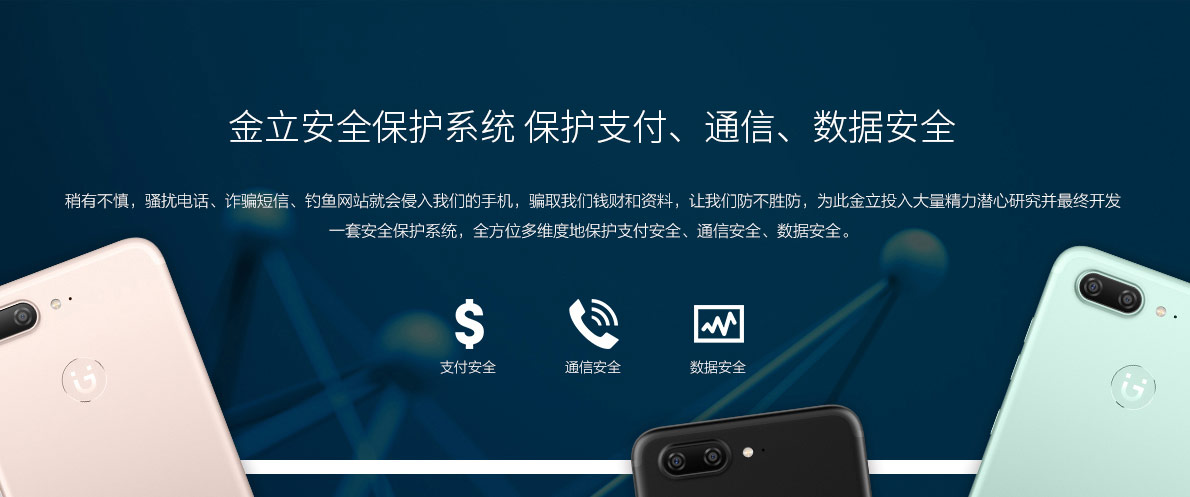 金立安全保护系统 保护支付、通信、数据安全
稍有不慎，骚扰电话、诈骗短信、钓鱼网站就会侵入我们的手机，骗取我们钱财和资料，让我们防不胜防，为此金立投入大量精力潜心研究并最终开发
一套安全保护系统，全方位多维度地保护支付安全、通信安全、数据安全。
支付安全 通信安全 数据安全